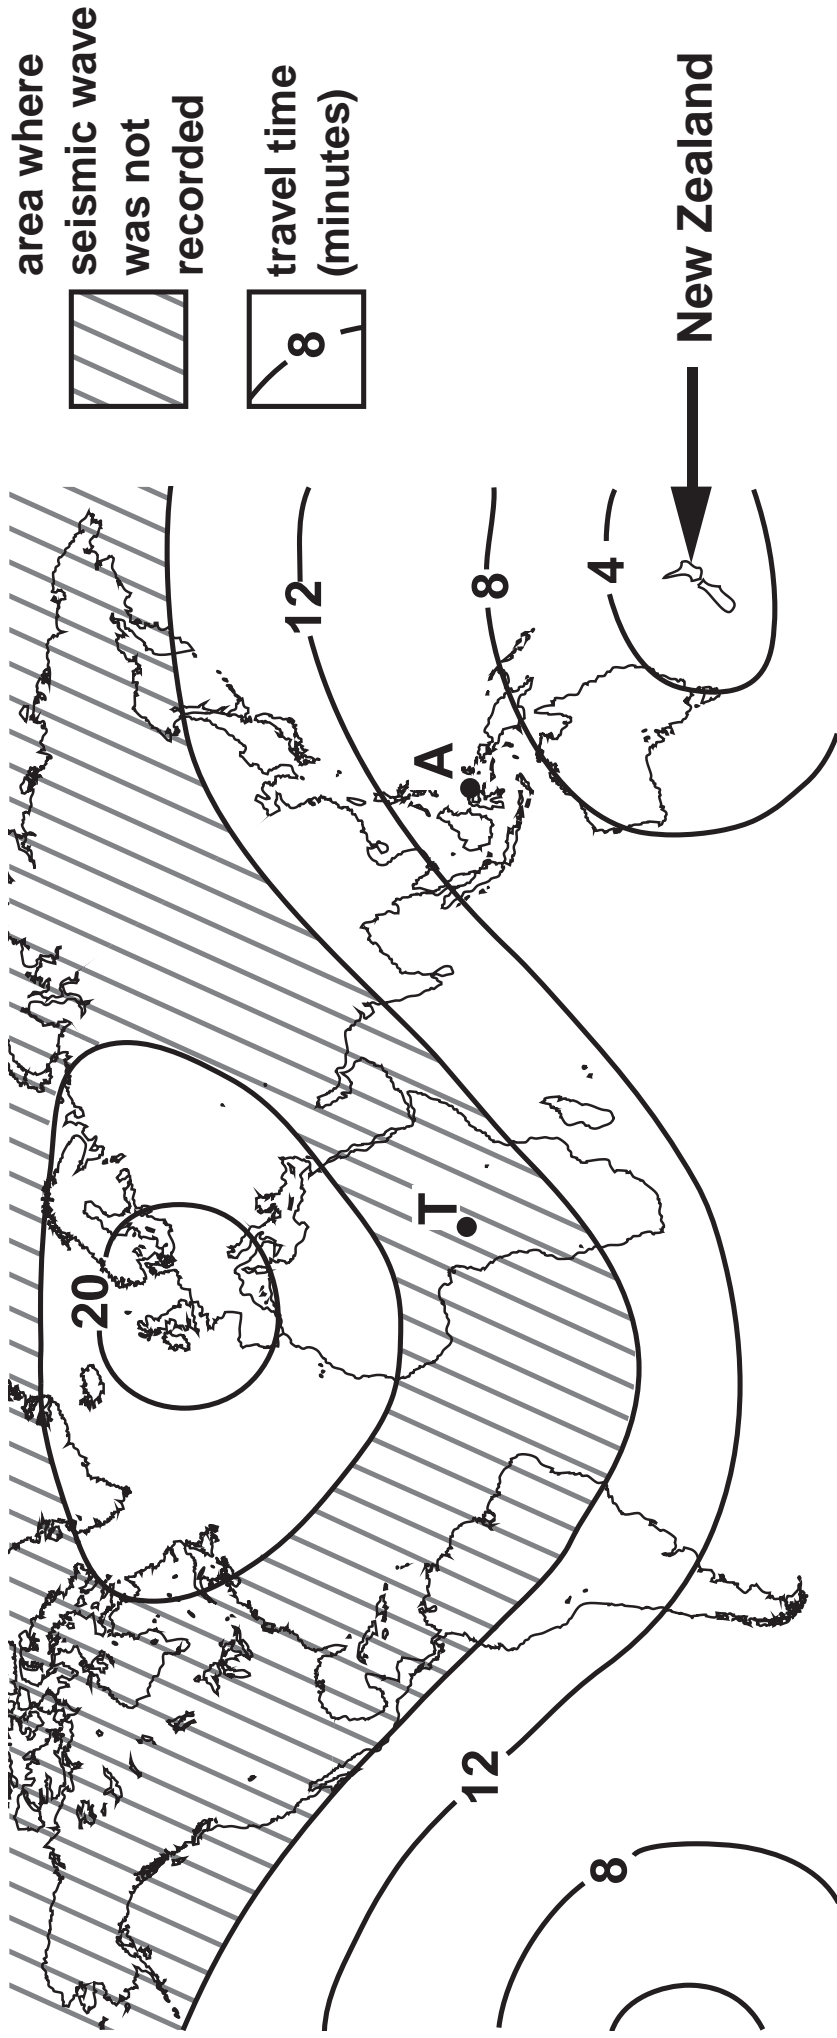 area where
seismic wave
was not
recorded
8
travel time
(minutes)
20
T
A
12
12
8
8
4
New Zealand